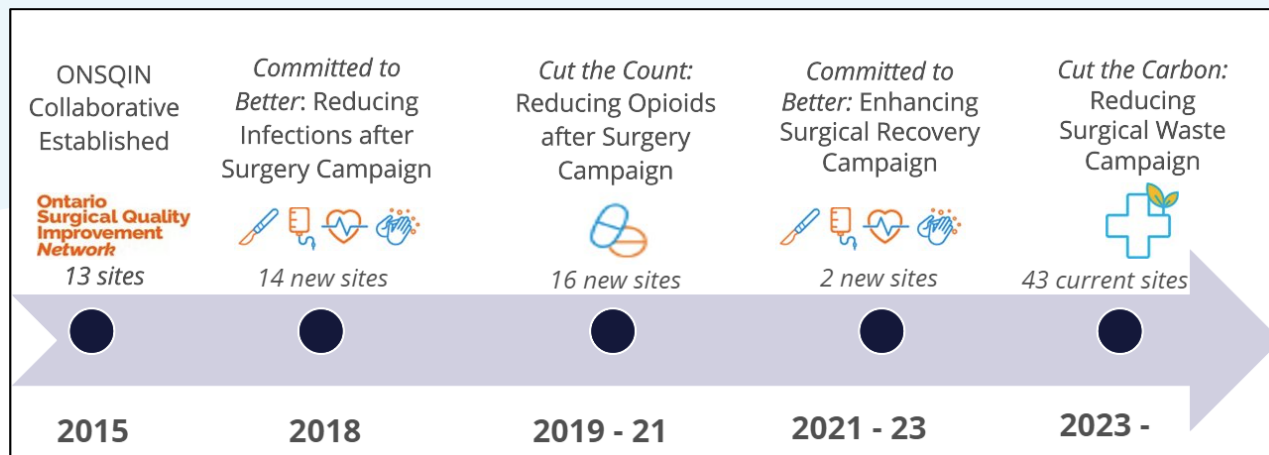 ONSQIN
Collaborative
Established
Ontario
Surgical Quality
Improvement
Network
13 sites
2015
Committed to
Better: Reducing
Infections after
Surgery Campaign
14 new sites
2018
Cut the Count:
Reducing Opioids
after Surgery
Campaign
16 new sites
2019 - 21
Committed to
Better: Enhancing
Surgical Recovery
Campaign
2 new sites
2021 - 23
Cut the Carbon:
Reducing
Surgical Waste
Campaign
43 current sites
2023 -